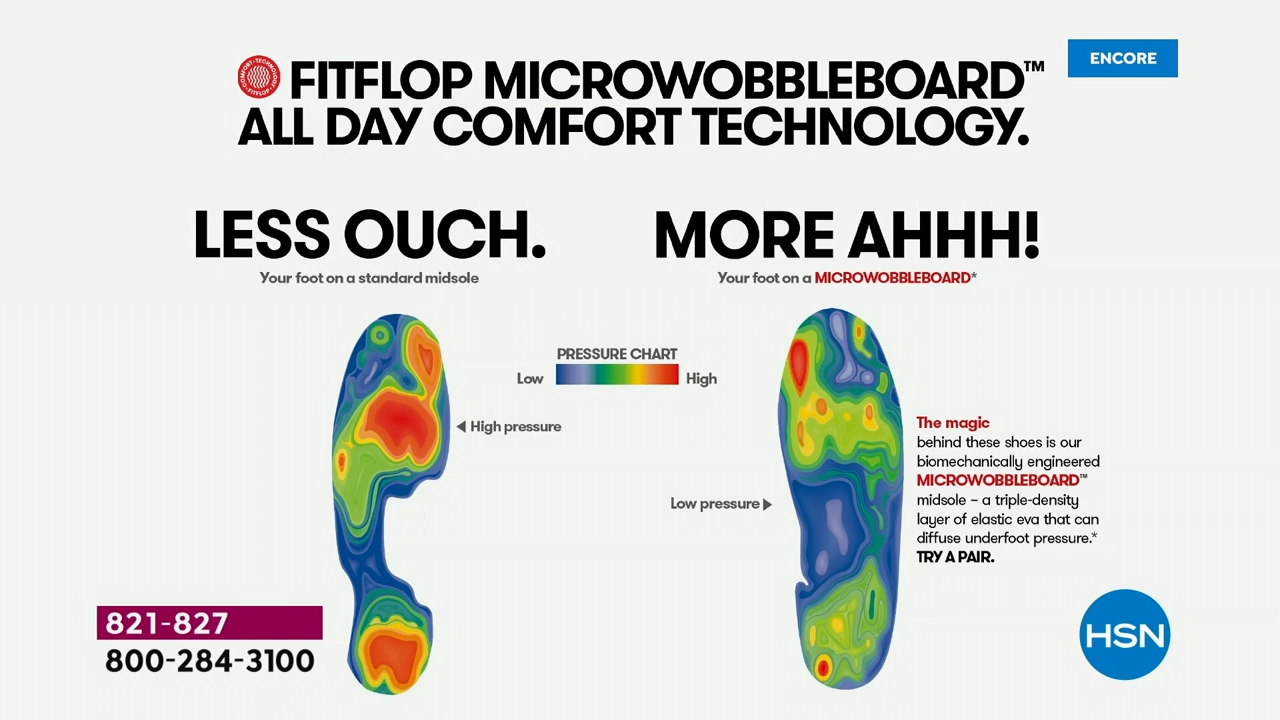 ENCORE
FITFLOP MICROWOBBLEBOARD™
ALL DAY COMFORT TECHNOLOGY.
LESS OUCH.
Your foot on a standard midsole
MORE AHHH!
Your foot on a MICROWOBBLEBOARD*
PRESSURE CHART
Low
High
High pressure
Low pressure
The magic
behind these shoes is our
biomechanically engineered
MICROWOBBLEBOARD™
midsole – a triple-density
layer of elastic eva that can
diffuse underfoot pressure.*
TRY A PAIR.
821-827
800-284-3100
HSN